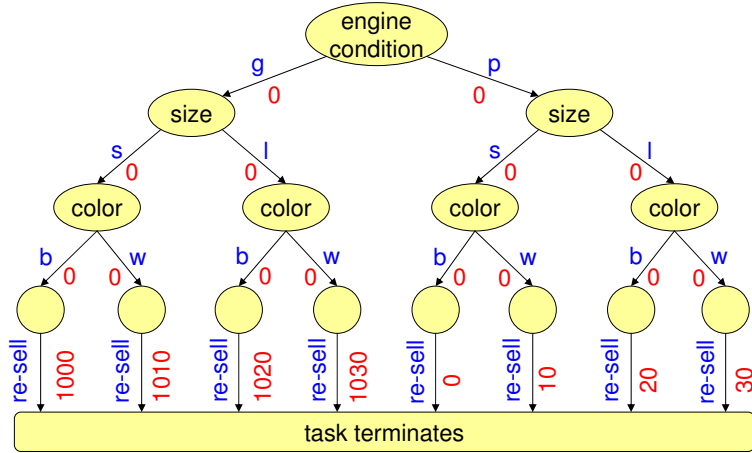 engine
condition
g p
0 0
size size
s l s l
0 0 0 0
color color color color
b w b w b w b w
0 0 0 0 0 0 0 0
re-sell 1000 re-sell 1010 re-sell 1020 re-sell 1030 re-sell 0 re-sell 10 re-sell 20 re-sell 30
task terminates